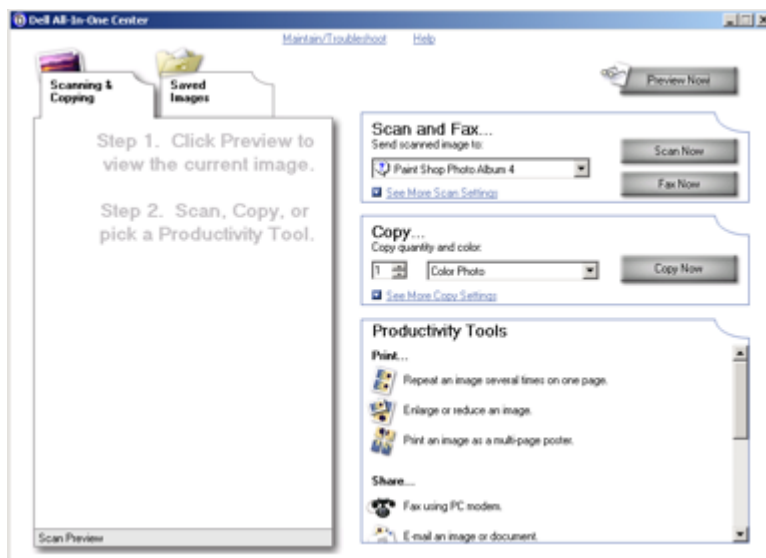 Dell All-In-One Center
Maintain/Troubleshoot Help
Scanning &
Copying
Saved
Images
Preview Now!
Step 1. Click Preview to
view the current image.
Step 2. Scan, Copy, or
pick a Productivity Tool.
Scan Preview
Scan and Fax...
Send scanned image to:
Paint Shop Photo Album 4
Scan Now
Fax Now
See More Scan Settings
Copy...
Copy quantity and color.
1 Color Photo
Copy Now
See More Copy Settings
Productivity Tools
Print...
Repeat an image several times on one page.
Enlarge or reduce an image.
Print an image as a multi-page poster.
Share...
Fax using PC modem.
E-mail an image or document.